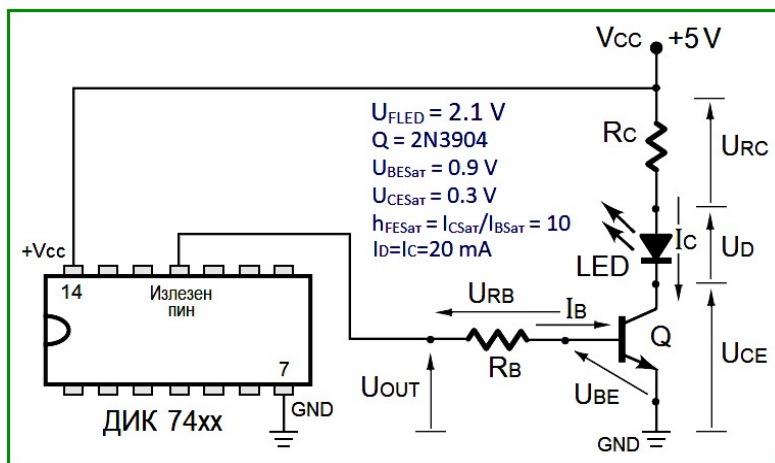 Vcc +5 V
UFLED = 2.1 V
Q = 2N3904
UBESат = 0.9 V
UCESат = 0.3 V
hFESат = ICSат/IBSат = 10
ID=IC=20 mA
RC
URC
+Vcc
14
Излезен
пин
7
LED
IC
UD
URB
IB
RB
Q
UOUT
UBE
UCE
GND
ДИК 74xx
GND